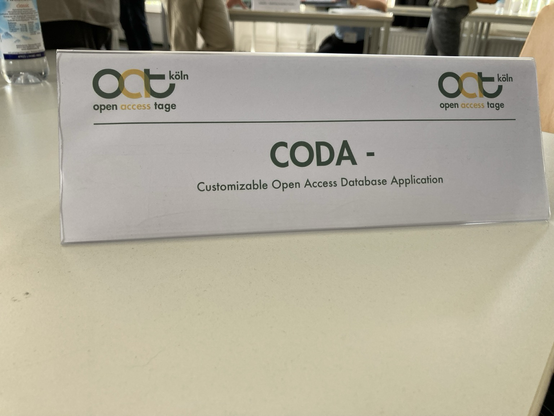 oat köln
open access tage
oat köln
open access tage
CODA -
Customizable Open Access Database Application